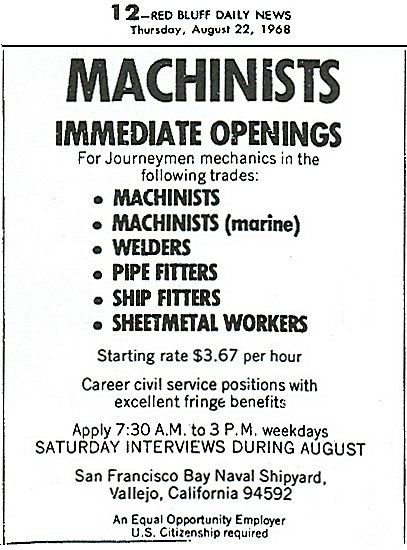 12—RED BLUFF DAILY NEWS
Thursday, August 22, 1968
MACHINISTS
IMMEDIATE OPENINGS
For Journeymen mechanics in the
following trades:
• MACHINISTS
• MACHINISTS (marine)
• WELDERS
• PIPE FITTERS
• SHIP FITTERS
• SHEETMETAL WORKERS
Starting rate $3.67 per hour
Career civil service positions with
excellent fringe benefits
Apply 7:30 A.M. to 3 P.M. weekdays
SATURDAY INTERVIEWS DURING AUGUST
San Francisco Bay Naval Shipyard,
Vallejo, California 94592
An Equal Opportunity Employer
U.S. Citizenship required